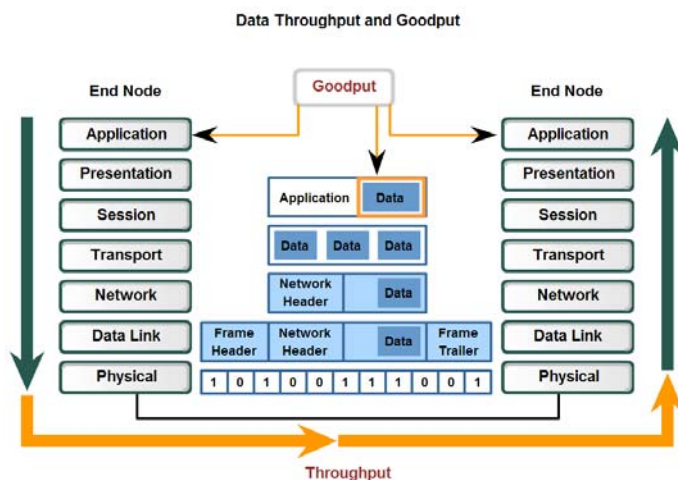 Data Throughput and Goodput
Goodput
End Node
End Node
Application
Presentation
Session
Transport
Network
Data Link
Physical
Application Data
Data Data Data
Network Header Data
Frame Header Network Header Data Frame Trailer
1 0 1 0 0 1 1 1 0 0 1
Application
Presentation
Session
Transport
Network
Data Link
Physical
Throughput